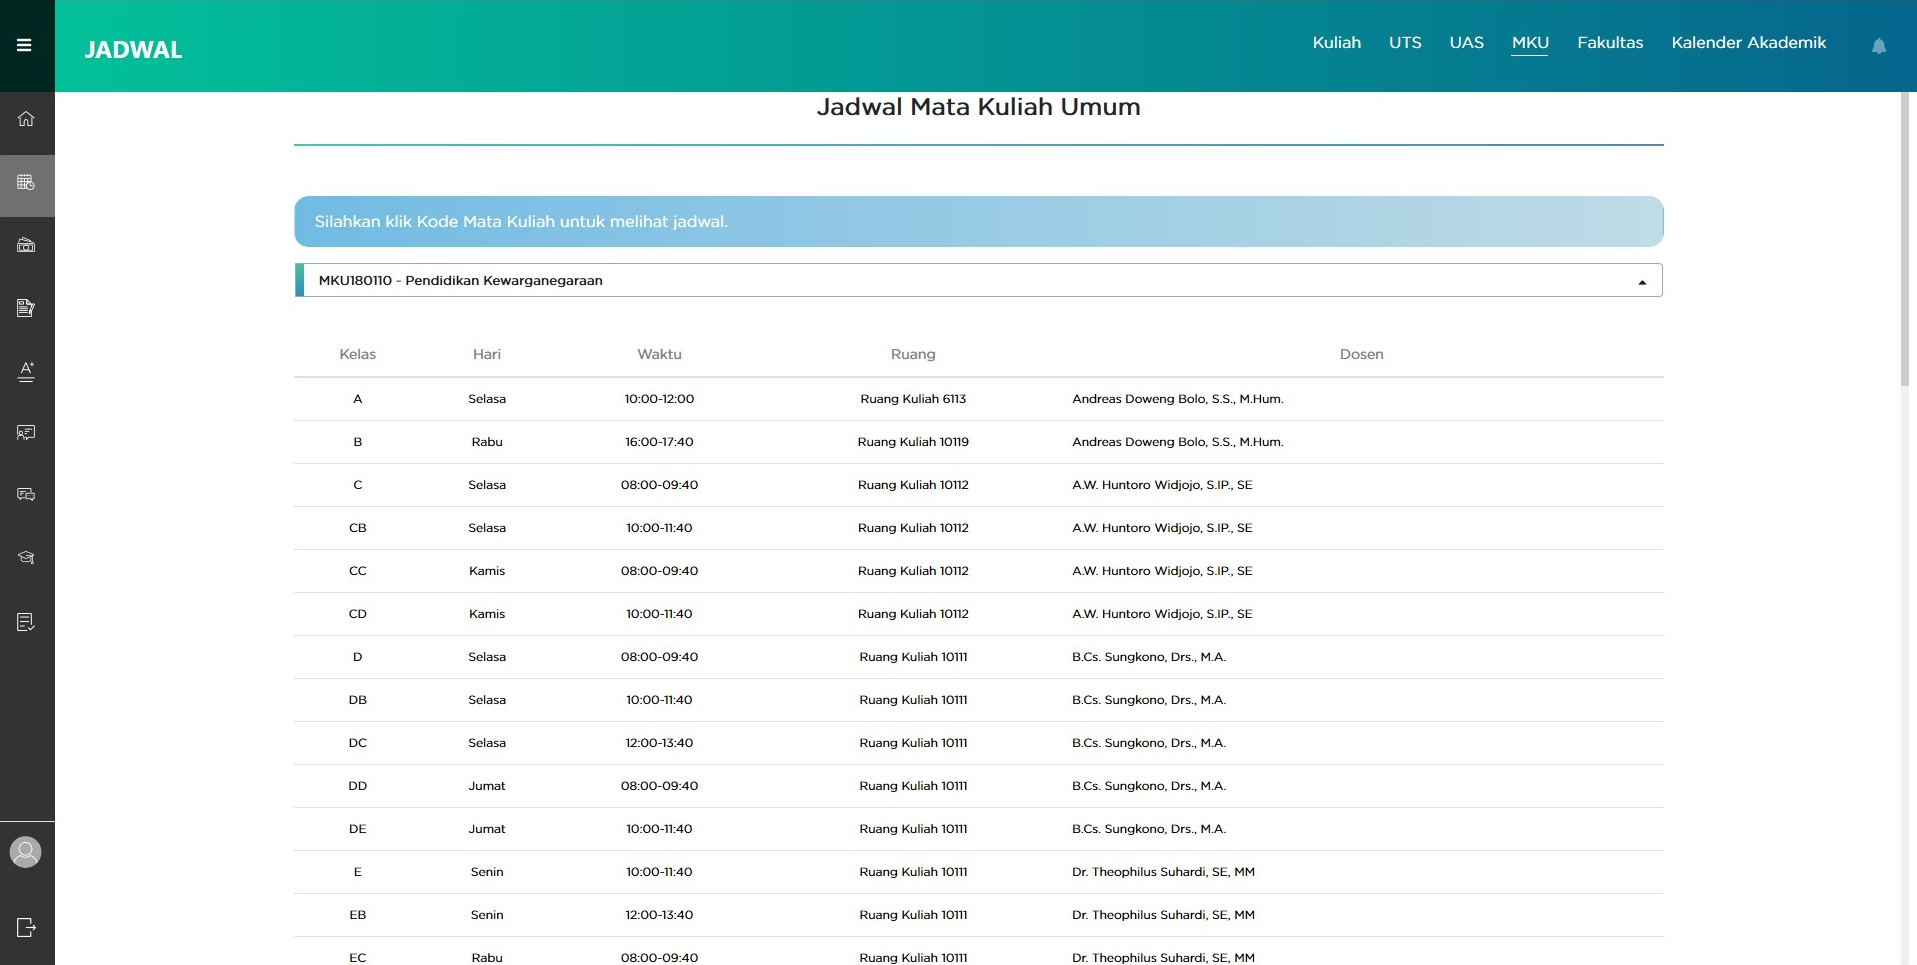 JADWAL
Kuliah UTS UAS MKU Fakultas Kalender Akademik
Jadwal Mata Kuliah Umum
Silahkan klik Kode Mata Kuliah untuk melihat jadwal.
MKU180110 - Pendidikan Kewarganegaraan
Kelas Hari Waktu Ruang Dosen
A Selasa 10:00-12:00 Ruang Kuliah 6113 Andreas Doweng Bolo, S.S., M.Hum.
B Rabu 16:00-17:40 Ruang Kuliah 10119 Andreas Doweng Bolo, S.S., M.Hum.
C Selasa 08:00-09:40 Ruang Kuliah 10112 A.W. Huntoro Widjojo, S.IP., SE
CB Selasa 10:00-11:40 Ruang Kuliah 10112 A.W. Huntoro Widjojo, S.IP., SE
CC Kamis 08:00-09:40 Ruang Kuliah 10112 A.W. Huntoro Widjojo, S.IP., SE
CD Kamis 10:00-11:40 Ruang Kuliah 10112 A.W. Huntoro Widjojo, S.IP., SE
D Selasa 08:00-09:40 Ruang Kuliah 10111 B.Cs. Sungkono, Drs., M.A.
DB Selasa 10:00-11:40 Ruang Kuliah 10111 B.Cs. Sungkono, Drs., M.A.
DC Selasa 12:00-13:40 Ruang Kuliah 10111 B.Cs. Sungkono, Drs., M.A.
DD Jumat 08:00-09:40 Ruang Kuliah 10111 B.Cs. Sungkono, Drs., M.A.
DE Jumat 10:00-11:40 Ruang Kuliah 10111 B.Cs. Sungkono, Drs., M.A.
E Senin 10:00-11:40 Ruang Kuliah 10111 Dr. Theophilus Suhardi, SE, MM
EB Senin 12:00-13:40 Ruang Kuliah 10111 Dr. Theophilus Suhardi, SE, MM
EC Rabu 08:00-09:40 Ruang Kuliah 10111 Dr. Theophilus Suhardi, SE, MM